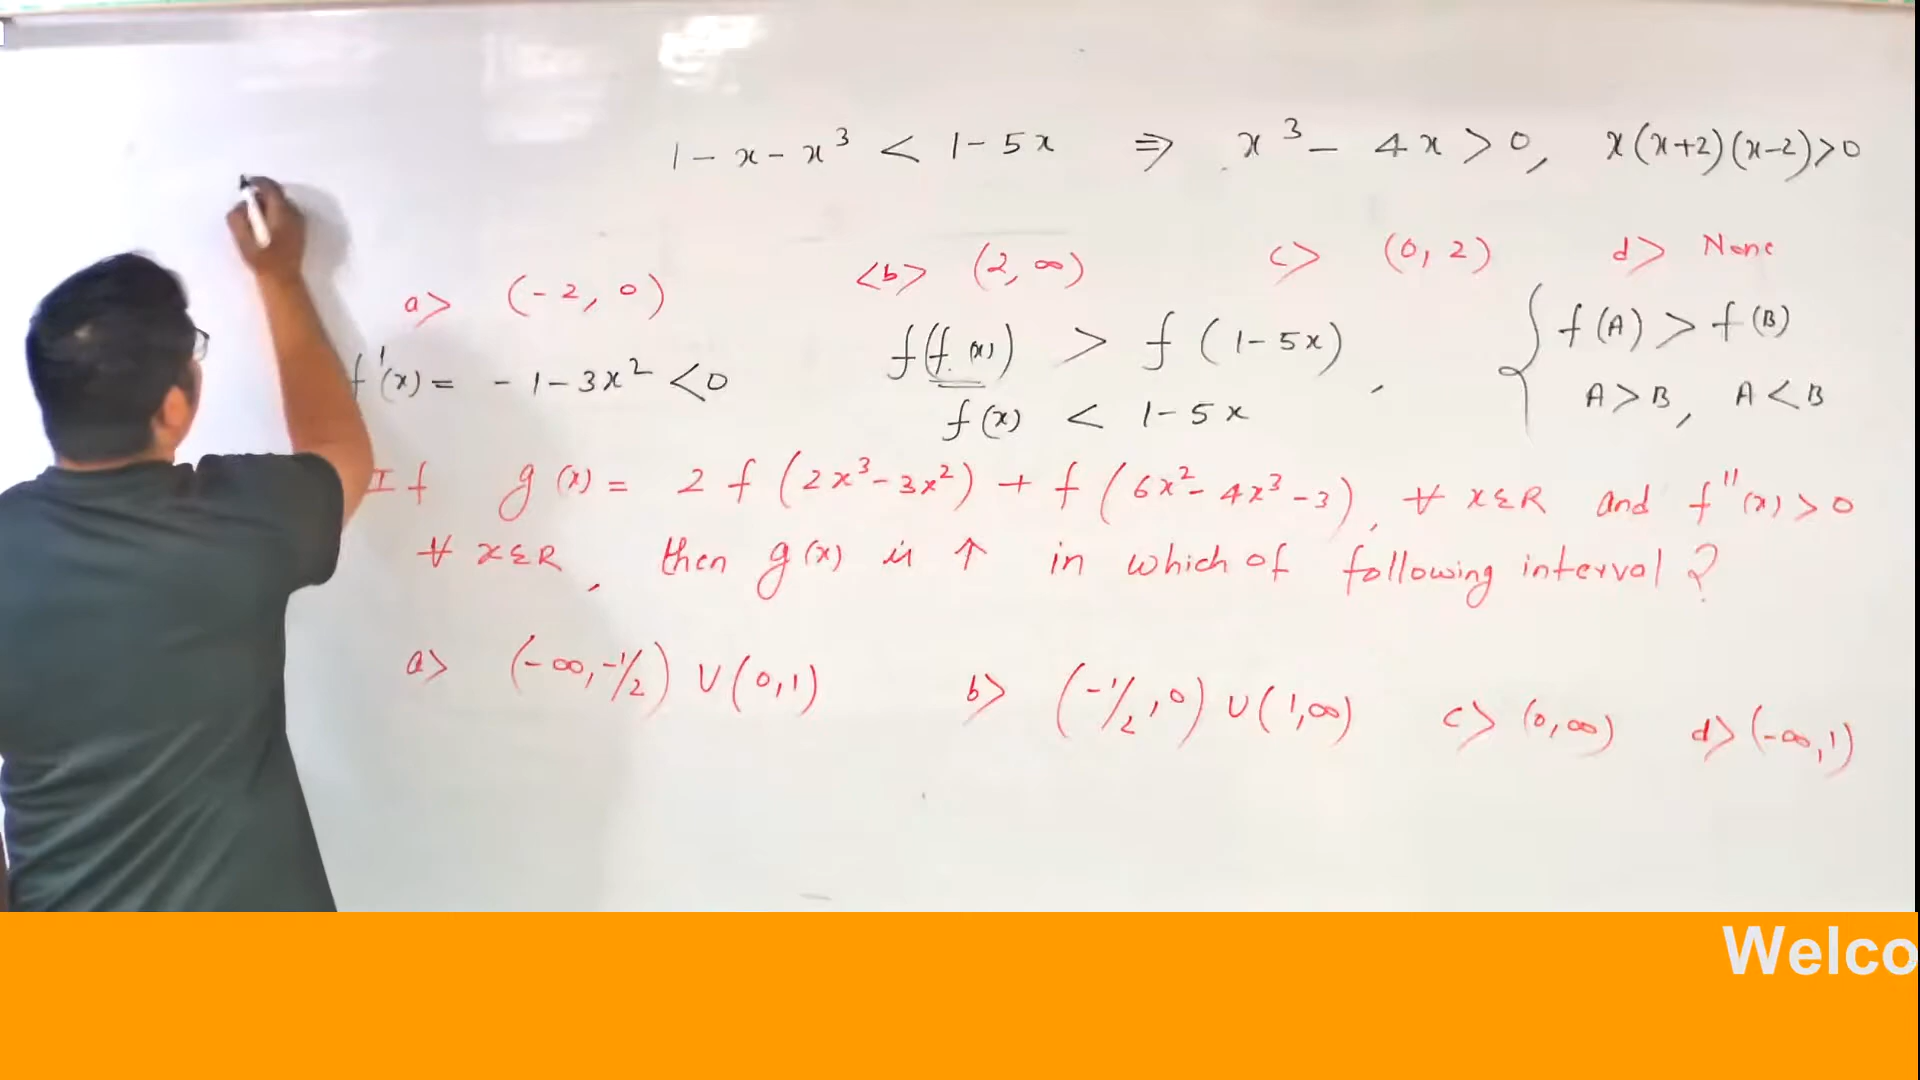 1 - x - x³ < 1 - 5x ⇒ x³ - 4x > 0, x(x+2)(x-2) > 0
a> (-2, 0) <b> (2, ∞) c> (0, 2) d> None
f'(x) = -1 - 3x² < 0
f(f(x)) > f(1 - 5x),
f(x) < 1 - 5x
{ f(A) > f(B)
A > B, A < B
If g(x) = 2f(2x³ - 3x²) + f(6x² - 4x³ - 3), ∀ x ε R and f''(x) > 0
∀ x ε R, then g(x) is ↑ in which of following interval ?
a> (-∞, -1/2) ∪ (0, 1) b> (-1/2, 0) ∪ (1, ∞) c> (0, ∞) d> (-∞, 1)
Welco